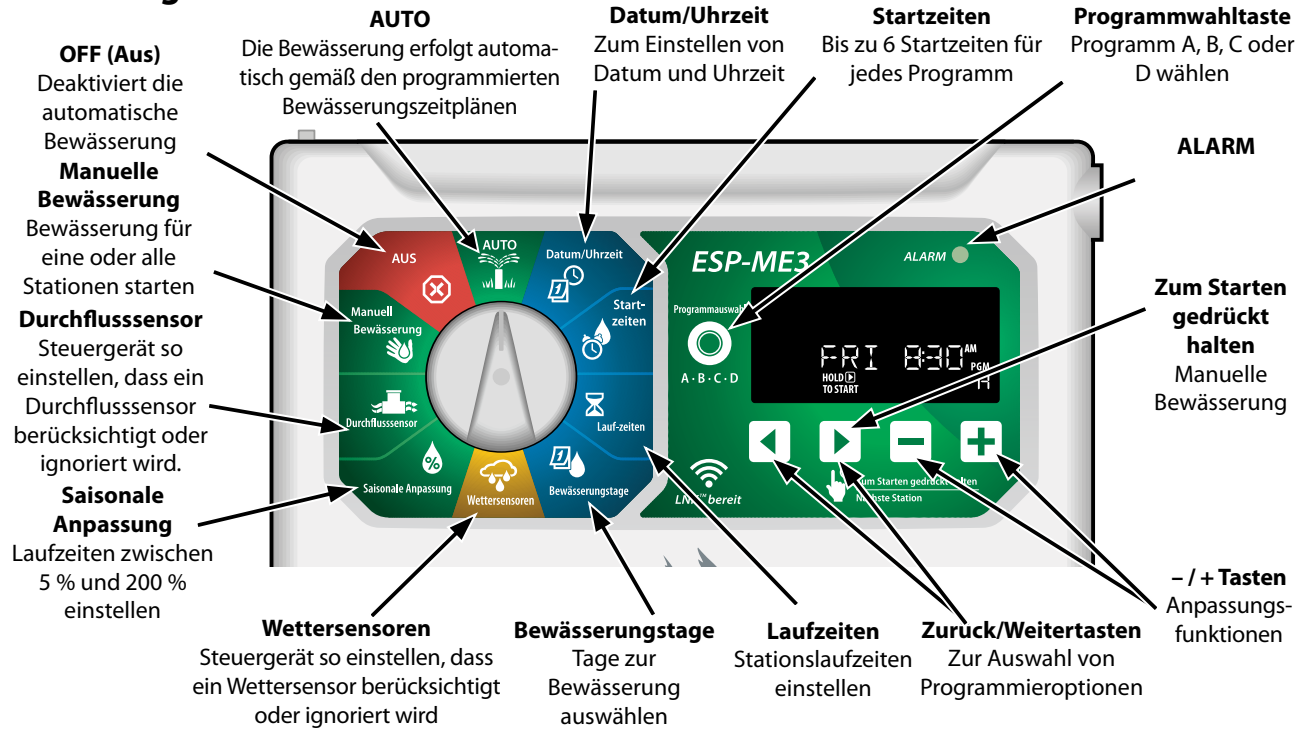 AUTO
Die Bewässerung erfolgt automa-
tisch gemäß den programmierten
Bewässerungszeitplänen
Datum/Uhrzeit
Zum Einstellen von
Datum und Uhrzeit
Startzeiten
Bis zu 6 Startzeiten für
jedes Programm
Programmwahltaste
Programm A, B, C oder
D wählen
OFF (Aus)
Deaktiviert die
automatische
Bewässerung
Manuelle
Bewässerung
Bewässerung für
eine oder alle
Stationen starten
Durchflusssensor
Steuergerät so
einstellen, dass ein
Durchflusssensor
berücksichtigt oder
ignoriert wird.
Saisonale
Anpassung
Laufzeiten zwischen
5 % und 200 %
einstellen
ALARM
Zum Starten
gedrückt
halten
Manuelle
Bewässerung
– / + Tasten
Anpassungs-
funktionen
AUS
AUTO
Datum/Uhrzeit
Start-
zeiten
Lauf-zeiten
Bewässerungstage
Wettersensoren
Saisonale Anpassung
%
Durchflusssensor
Manuell
Bewässerung
ESP-ME3
ALARM
Programmauswahl
A · B · C · D
FRI 8:30 AM
HOLD
TO START
PGM
A
bereit
Zum Starten gedrückt halten
Nächste Station
Wettersensoren
Steuergerät so einstellen, dass
ein Wettersensor berücksichtigt
oder ignoriert wird
Bewässerungstage
Tage zur
Bewässerung
auswählen
Laufzeiten
Stationslaufzeiten
einstellen
Zurück/Weitertasten
Zur Auswahl von
Programmieroptionen